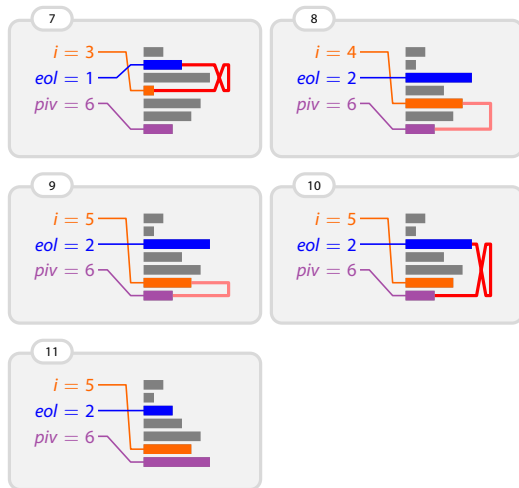 7
i = 3
eol = 1
piv = 6
8
i = 4
eol = 2
piv = 6
9
i = 5
eol = 2
piv = 6
10
i = 5
eol = 2
piv = 6
11
i = 5
eol = 2
piv = 6